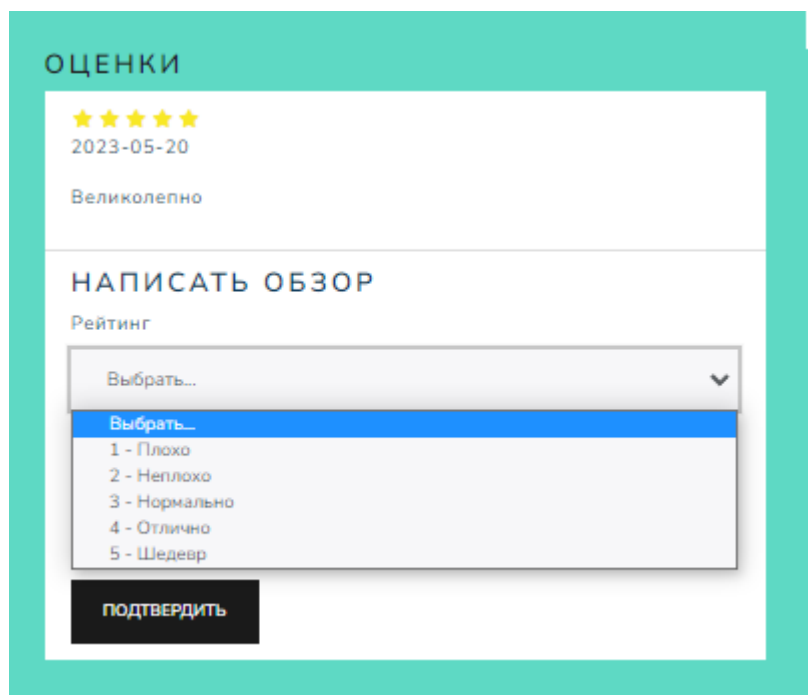 ОЦЕНКИ
2023-05-20
Великолепно
НАПИСАТЬ ОБЗОР
Рейтинг
Выбрать...
Выбрать...
1 - Плохо
2 - Неплохо
3 - Нормально
4 - Отлично
5 - Шедевр
ПОДТВЕРДИТЬ